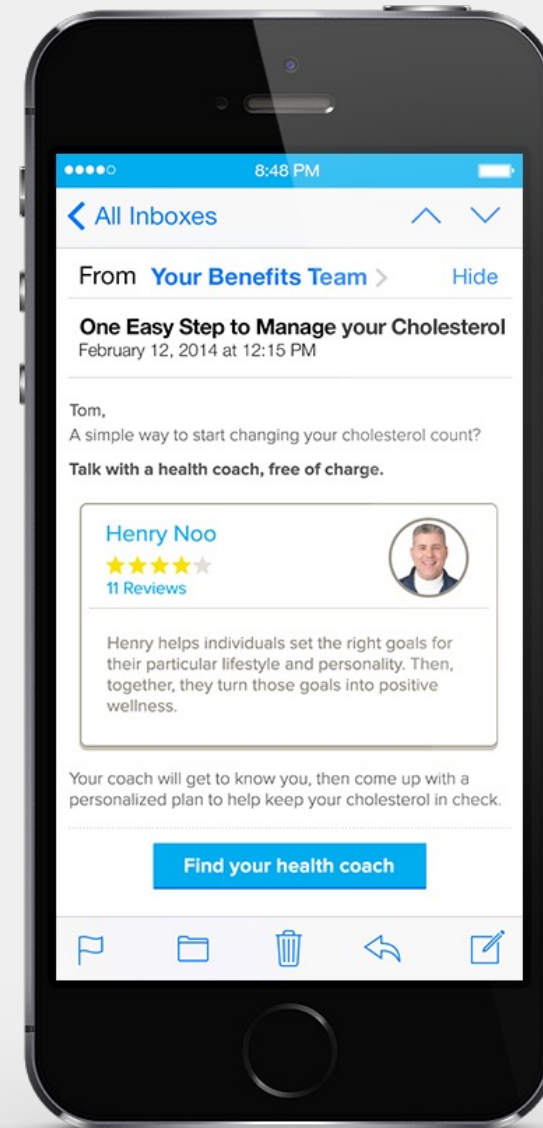 8:48 PM
All Inboxes
From Your Benefits Team Hide
One Easy Step to Manage your Cholesterol
February 12, 2014 at 12:15 PM
Tom,
A simple way to start changing your cholesterol count?
Talk with a health coach, free of charge.
Henry Noo
11 Reviews
Henry helps individuals set the right goals for
their particular lifestyle and personality. Then,
together, they turn those goals into positive
wellness.
Your coach will get to know you, then come up with a
personalized plan to help keep your cholesterol in check.
Find your health coach